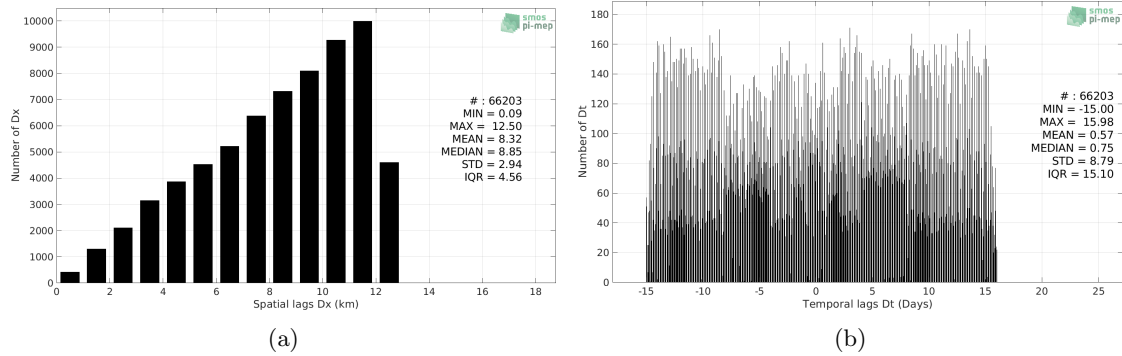 10000
9000
8000
7000
6000
5000
4000
3000
2000
1000
0
Number of Dx
0 2 4 6 8 10 12 14 16 18
Spatial lags Dx (km)
smos
pi-mep
# : 66203
MIN = 0.09
MAX = 12.50
MEAN = 8.32
MEDIAN = 8.85
STD = 2.94
IQR = 4.56
(a)
180
160
140
120
100
80
60
40
20
0
Number of Dt
-15 -10 -5 0 5 10 15 20 25
Temporal lags Dt (Days)
smos
pi-mep
# : 66203
MIN = -15.00
MAX = 15.98
MEAN = 0.57
MEDIAN = 0.75
STD = 8.79
IQR = 15.10
(b)